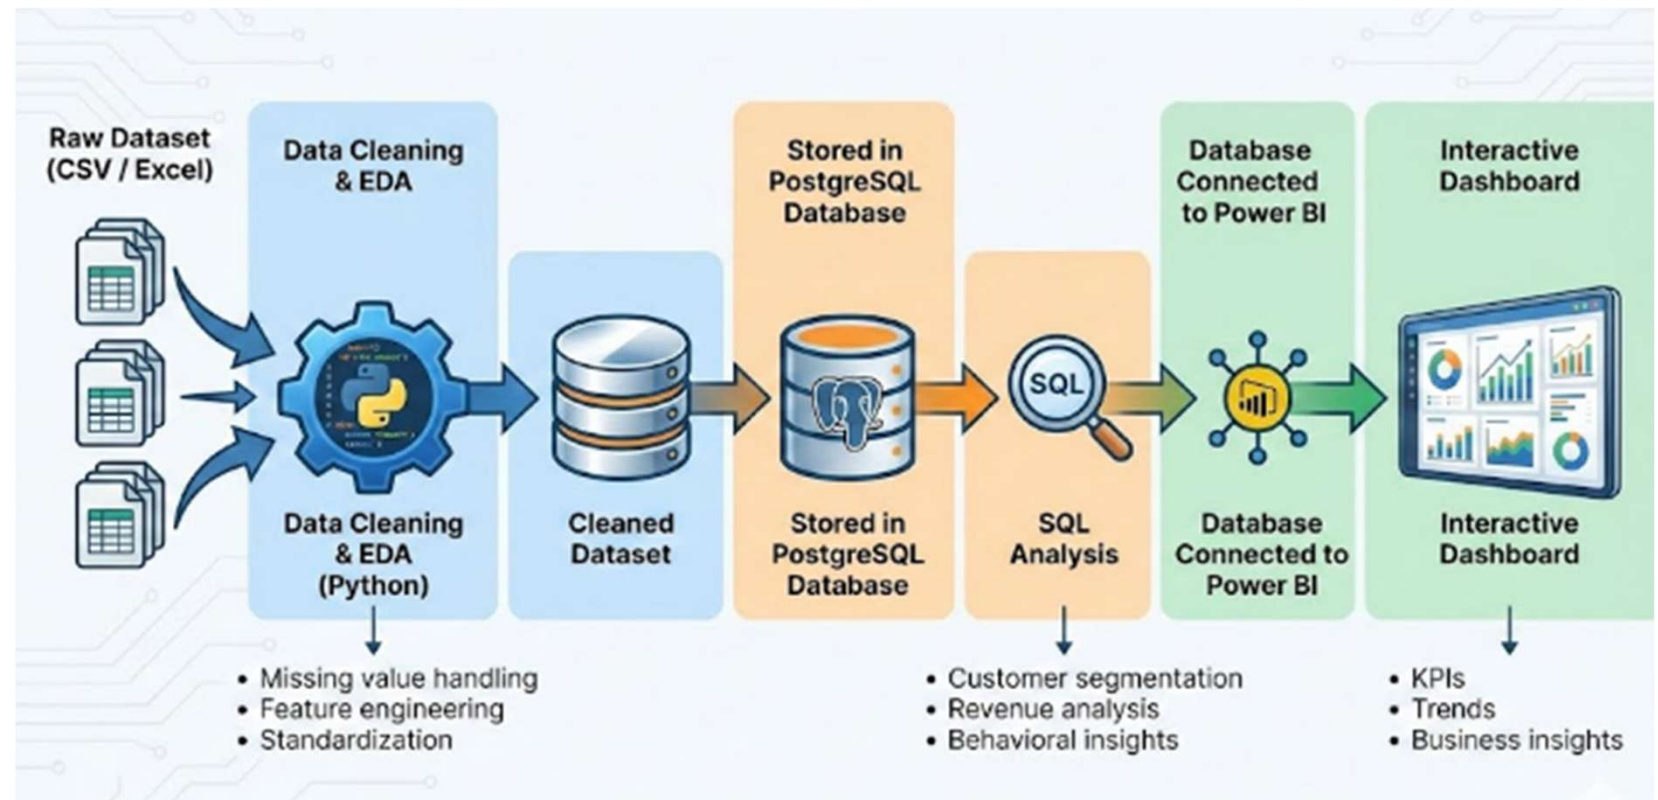 Raw Dataset
(CSV / Excel)
Data Cleaning
& EDA
Stored in
PostgreSQL
Database
Database
Connected
to Power BI
Interactive
Dashboard
SQL
Data Cleaning
& EDA
(Python)
Cleaned
Dataset
Stored in
PostgreSQL
Database
SQL
Analysis
Database
Connected to
Power BI
Interactive
Dashboard
• Missing value handling
• Feature engineering
• Standardization
• Customer segmentation
• Revenue analysis
• Behavioral insights
• KPIs
• Trends
• Business insights